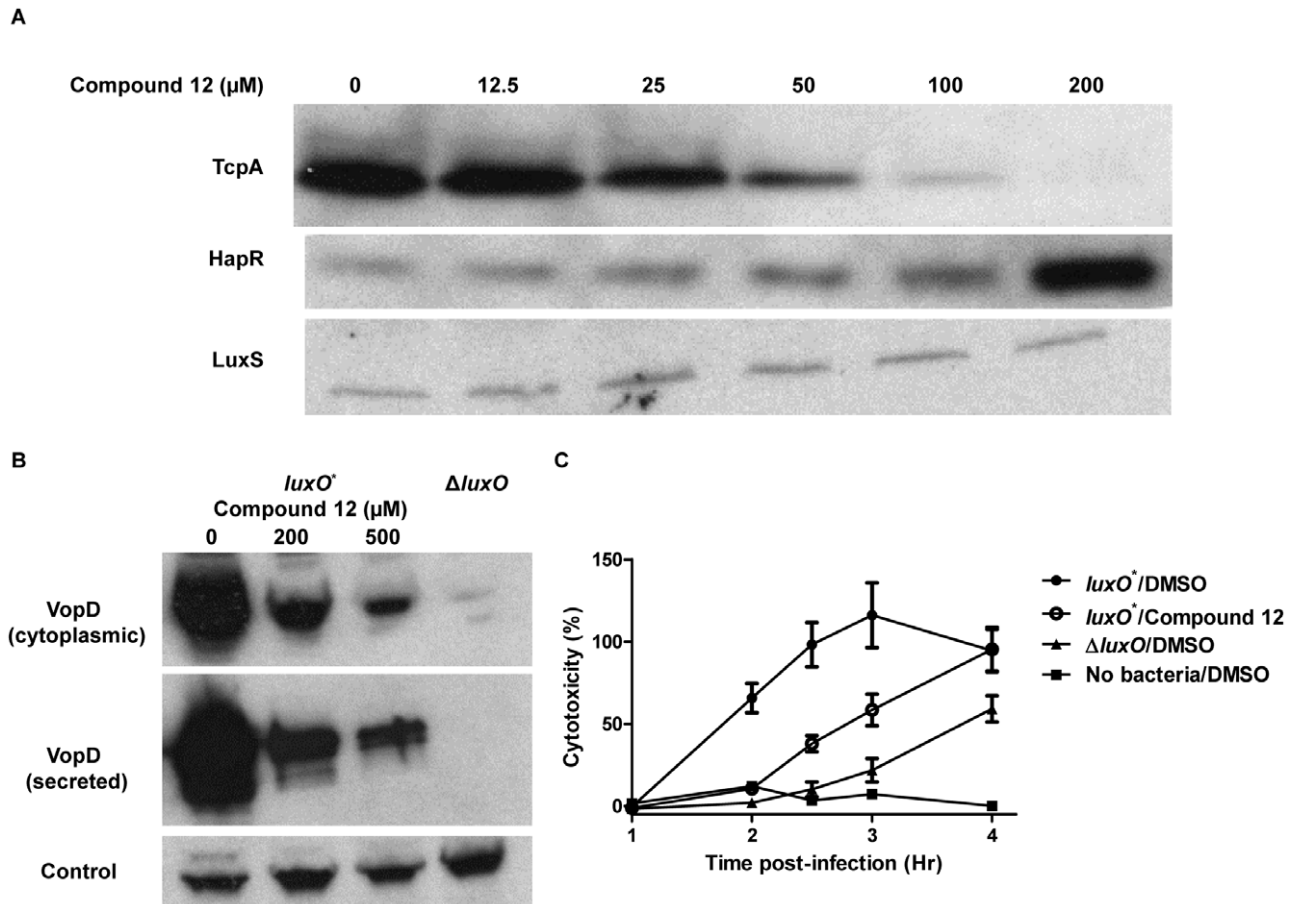 A
Compound 12 (µM) 0 12.5 25 50 100 200
TcpA
HapR
LuxS
B
luxO* ΔluxO
Compound 12 (µM)
0 200 500
VopD
(cytoplasmic)
VopD
(secreted)
Control
C
150
100
50
0
Cytotoxicity (%)
1 2 3 4
Time post-infection (Hr)
luxO*/DMSO
luxO*/Compound 12
ΔluxO/DMSO
No bacteria/DMSO